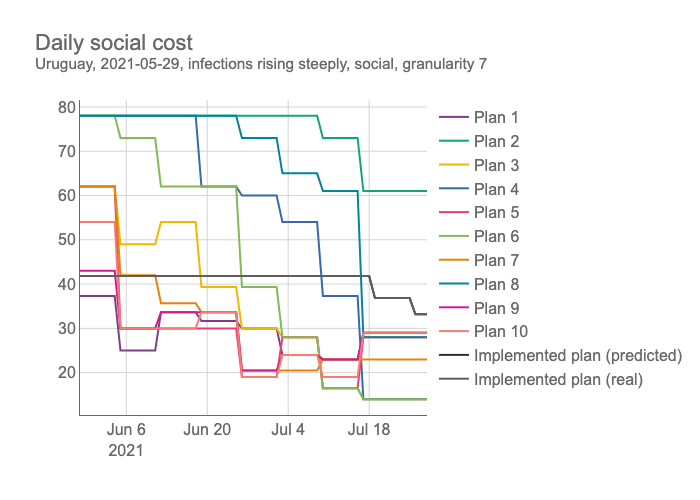 Daily social cost
Uruguay, 2021-05-29, infections rising steeply, social, granularity 7
80
70
60
50
40
30
20
Jun 6
2021
Jun 20
Jul 4
Jul 18
Plan 1
Plan 2
Plan 3
Plan 4
Plan 5
Plan 6
Plan 7
Plan 8
Plan 9
Plan 10
Implemented plan (predicted)
Implemented plan (real)